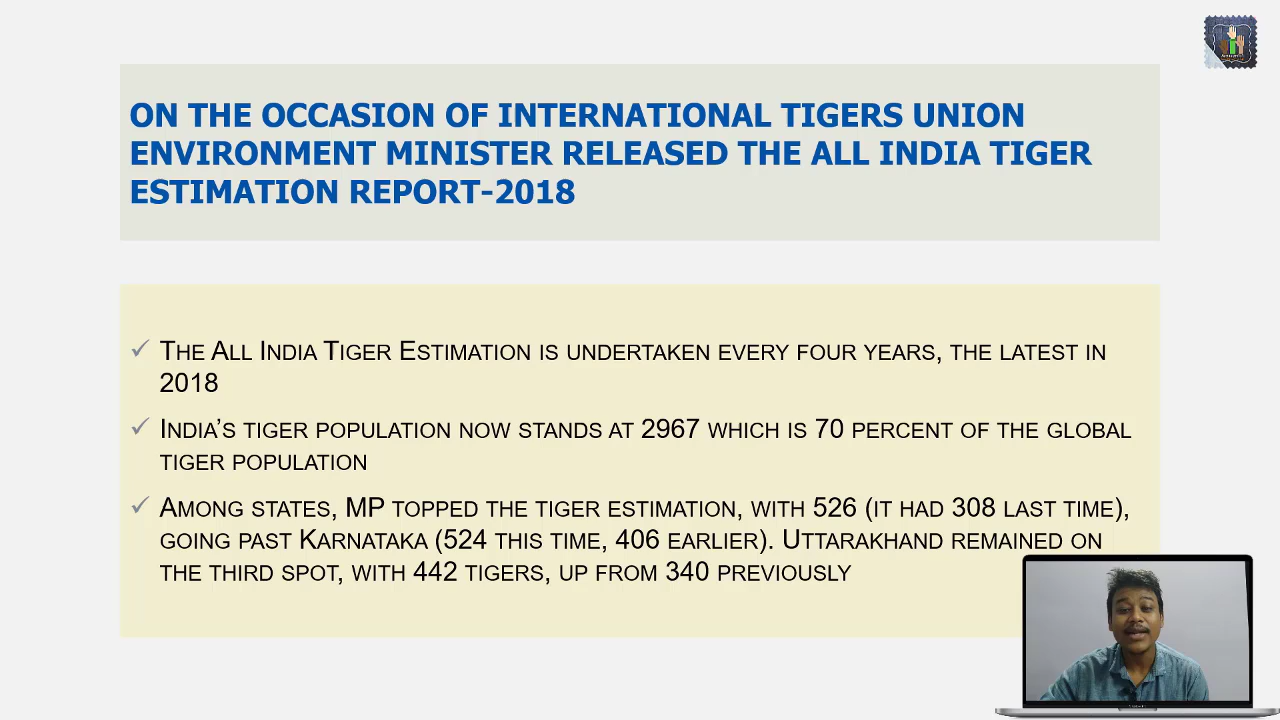 ON THE OCCASION OF INTERNATIONAL TIGERS UNION
ENVIRONMENT MINISTER RELEASED THE ALL INDIA TIGER
ESTIMATION REPORT-2018
✓ THE ALL INDIA TIGER ESTIMATION IS UNDERTAKEN EVERY FOUR YEARS, THE LATEST IN
2018
✓ INDIA’S TIGER POPULATION NOW STANDS AT 2967 WHICH IS 70 PERCENT OF THE GLOBAL
TIGER POPULATION
✓ AMONG STATES, MP TOPPED THE TIGER ESTIMATION, WITH 526 (IT HAD 308 LAST TIME),
GOING PAST KARNATAKA (524 THIS TIME, 406 EARLIER). UTTARAKHAND REMAINED ON
THE THIRD SPOT, WITH 442 TIGERS, UP FROM 340 PREVIOUSLY